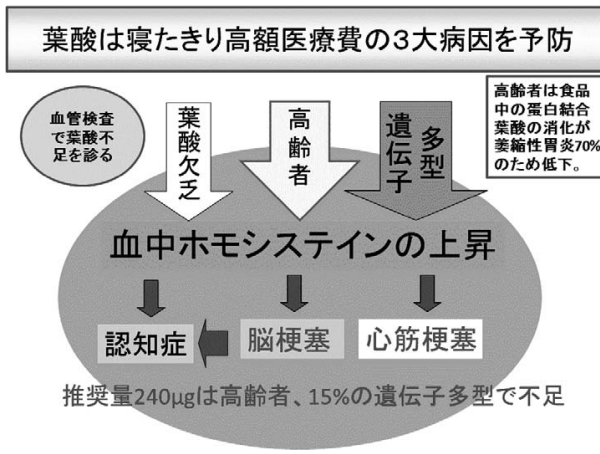 葉酸は寝たきり高額医療費の3大病因を予防
血管検査
で葉酸不
足を診る
葉酸欠乏
高齢者
遺伝子
多型
高齢者は食品
中の蛋白結合
葉酸の消化が
萎縮性胃炎70%
のため低下。
血中ホモシステインの上昇
認知症
脳梗塞
心筋梗塞
推奨量240μgは高齢者、15%の遺伝子多型で不足